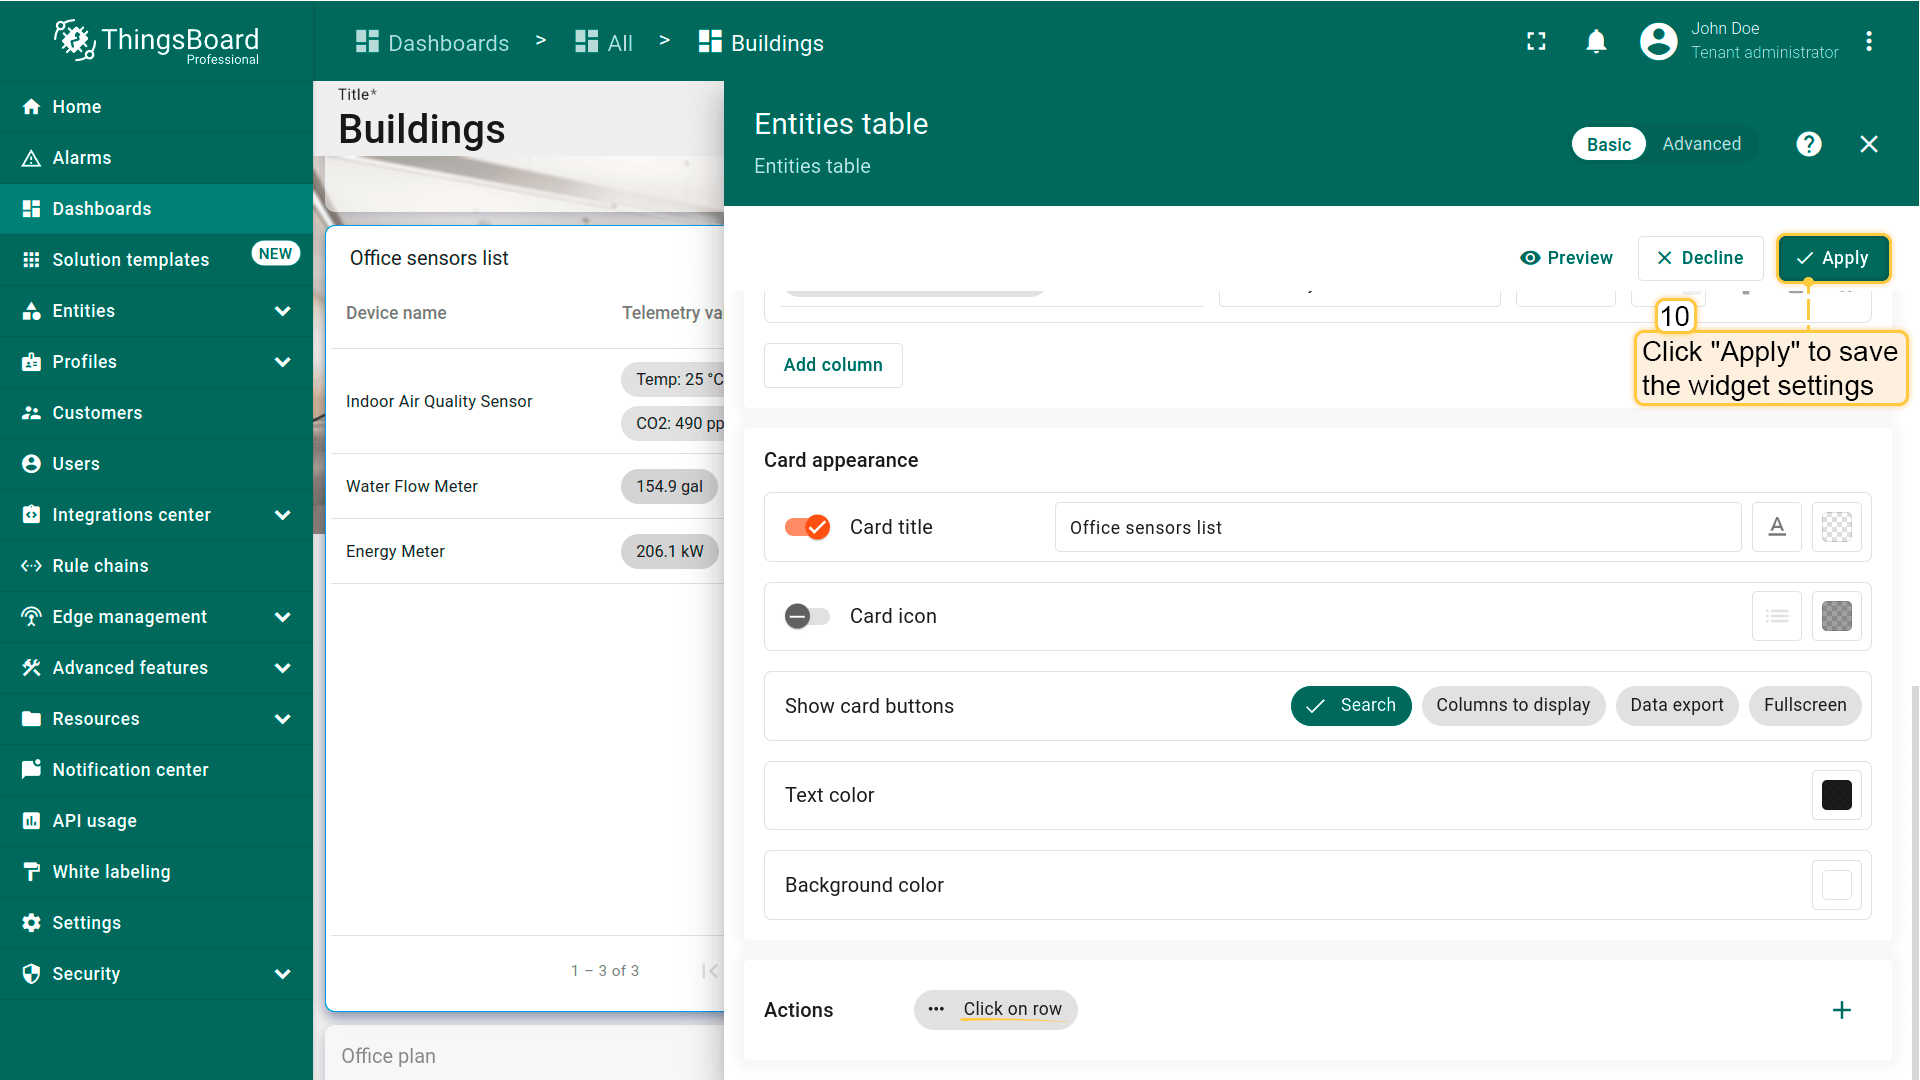 ThingsBoard
Professional
Dashboards > All > Buildings
John Doe
Tenant administrator
Home
Alarms
Dashboards
Solution templates NEW
Entities
Profiles
Customers
Users
Integrations center
Rule chains
Edge management
Advanced features
Resources
Notification center
API usage
White labeling
Settings
Security
Title*
Buildings
Office sensors list
Device name Telemetry va
Indoor Air Quality Sensor Temp: 25 °C
CO2: 490 pp
Water Flow Meter 154.9 gal
Energy Meter 206.1 kW
1 – 3 of 3
Office plan
Entities table
Entities table
Basic Advanced
Preview Decline Apply
10
Click "Apply" to save
the widget settings
Add column
Card appearance
Card title Office sensors list
Card icon
Show card buttons Search Columns to display Data export Fullscreen
Text color
Background color
Actions Click on row